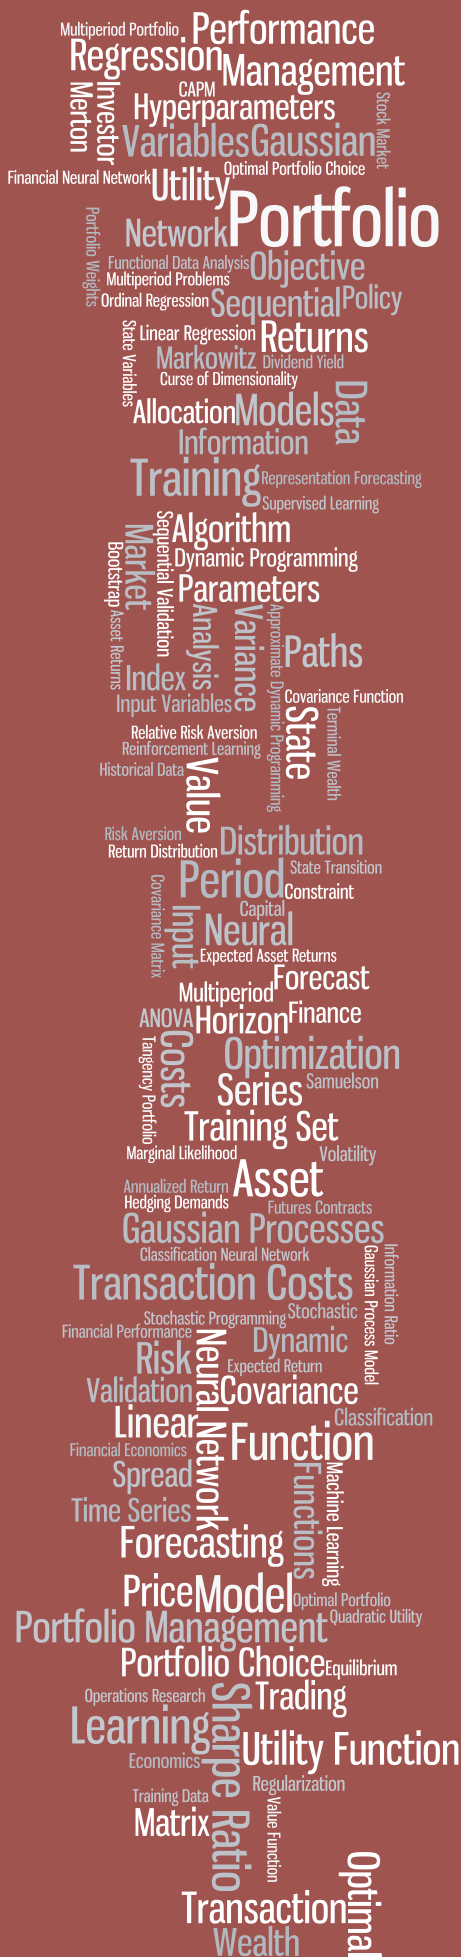 Multiperiod Portfolio
Performance
Regression
Management
CAPM
Investor
Merton
Hyperparameters
Stock Market
Variables
Gaussian
Optimal Portfolio Choice
Financial Neural Network
Utility
Portfolio
Portfolio Weights
Network
Functional Data Analysis
Objective
Multiperiod Problems
Ordinal Regression
Sequential
Policy
State Variables
Linear Regression
Returns
Markowitz
Dividend Yield
Curse of Dimensionality
Data
Allocation
Models
Information
Training
Representation Forecasting
Supervised Learning
Sequential Validation
Algorithm
Market
Bootstrap
Dynamic Programming
Parameters
Asset Returns
Analysis
Variance
Approximate Dynamic Programming
Paths
Index
Covariance Function
Input Variables
State
Terminal Wealth
Relative Risk Aversion
Reinforcement Learning
Historical Data
Value
Risk Aversion
Distribution
Return Distribution
Period
State Transition
Covariance Matrix
Constraint
Capital
Input
Neural
Expected Asset Returns
Forecast
Multiperiod
ANOVA
Horizon
Finance
Costs
Tangency Portfolio
Optimization
Series
Samuelson
Training Set
Marginal Likelihood
Volatility
Asset
Annualized Return
Hedging Demands
Futures Contracts
Gaussian Processes
Classification Neural Network
Gaussian Process Model
Information Ratio
Transaction Costs
Stochastic Programming
Stochastic
Financial Performance
Neural Network
Dynamic
Risk
Expected Return
Validation
Covariance
Linear
Classification
Function
Financial Economics
Spread
Functions
Machine Learning
Time Series
Forecasting
Price
Model
Optimal Portfolio
Portfolio Management
Quadratic Utility
Portfolio Choice
Equilibrium
Operations Research
Sharpe Ratio
Trading
Learning
Utility Function
Economics
Regularization
Training Data
Value Function
Matrix
Optimal
Transaction
Wealth